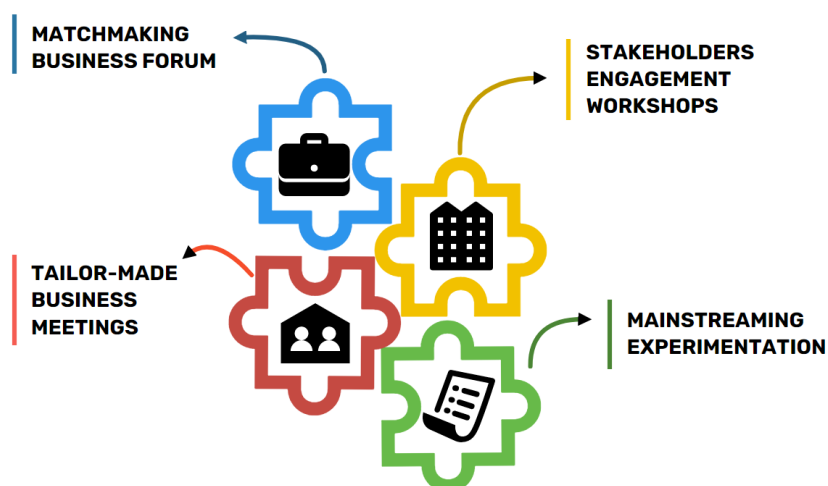 MATCHMAKING
BUSINESS FORUM
STAKEHOLDERS
ENGAGEMENT
WORKSHOPS
TAILOR-MADE
BUSINESS
MEETINGS
MAINSTREAMING
EXPERIMENTATION